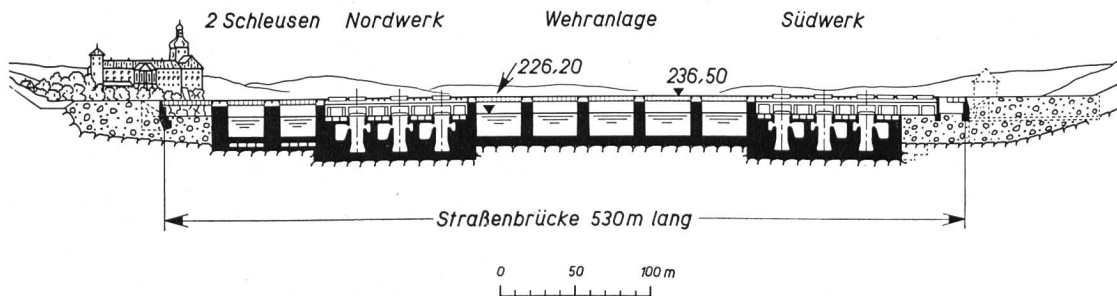 2 Schleusen Nordwerk Wehranlage Südwerk
226,20
236,50
Straßenbrücke 530m lang
0 50 100 m